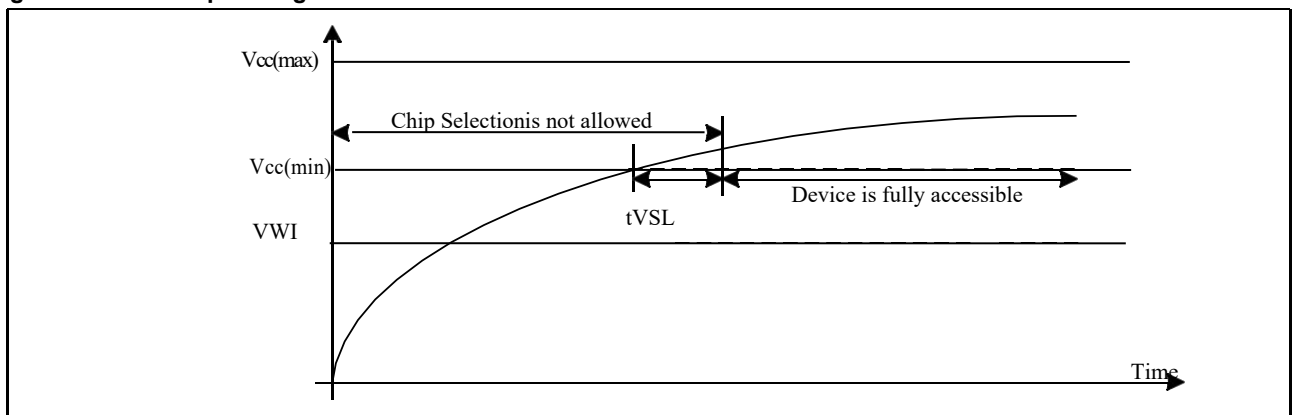 Vcc(max)
Chip Selectionis not allowed
Vcc(min)
Device is fully accessible
tVSL
VWI
Time